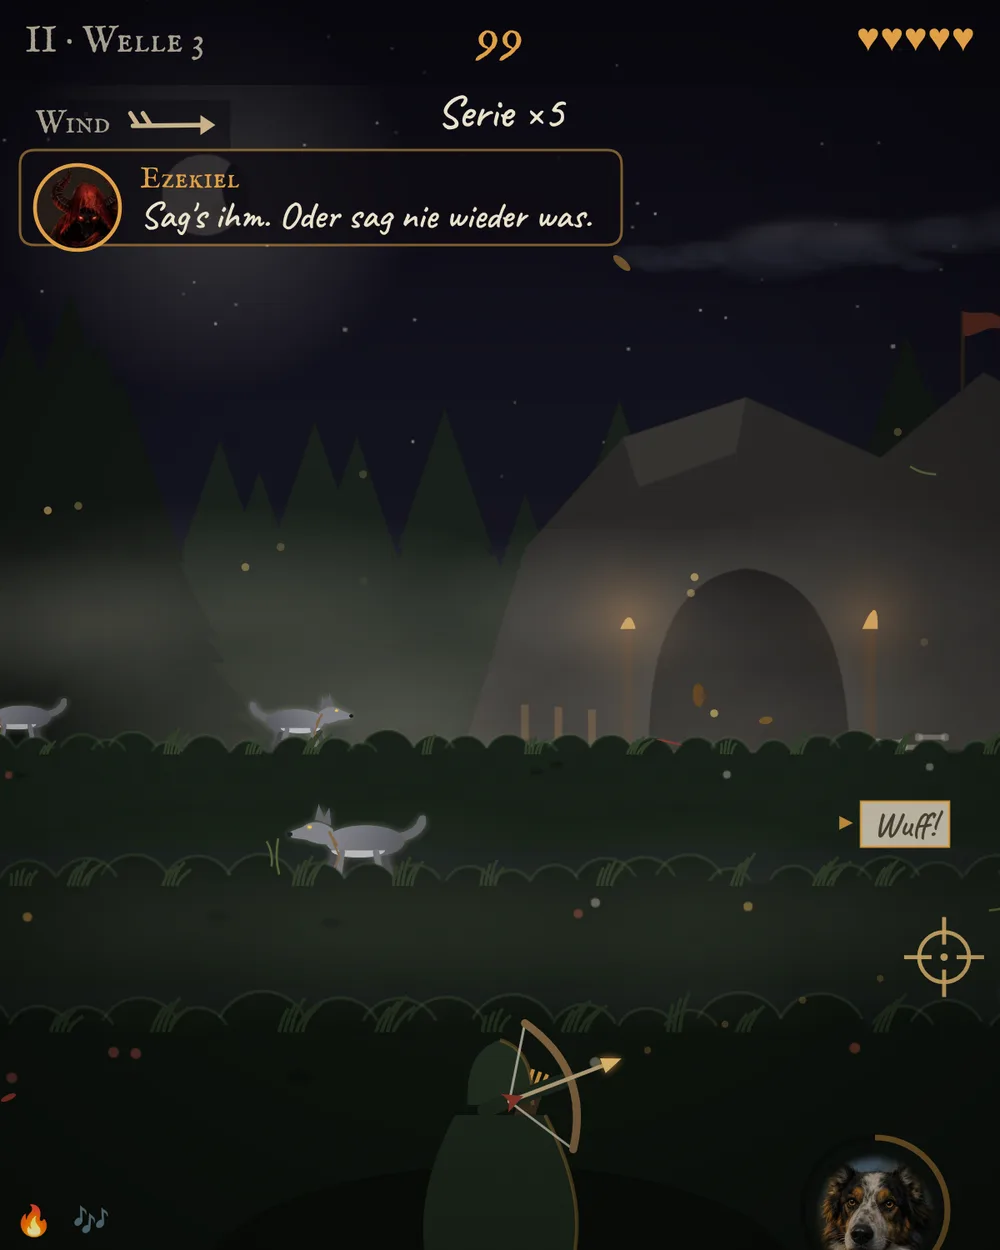 II · Welle 3
99
♥♥♥♥♥
Wind
Serie ×5
Ezekiel
Sag's ihm. Oder sag nie wieder was.
Wuff!